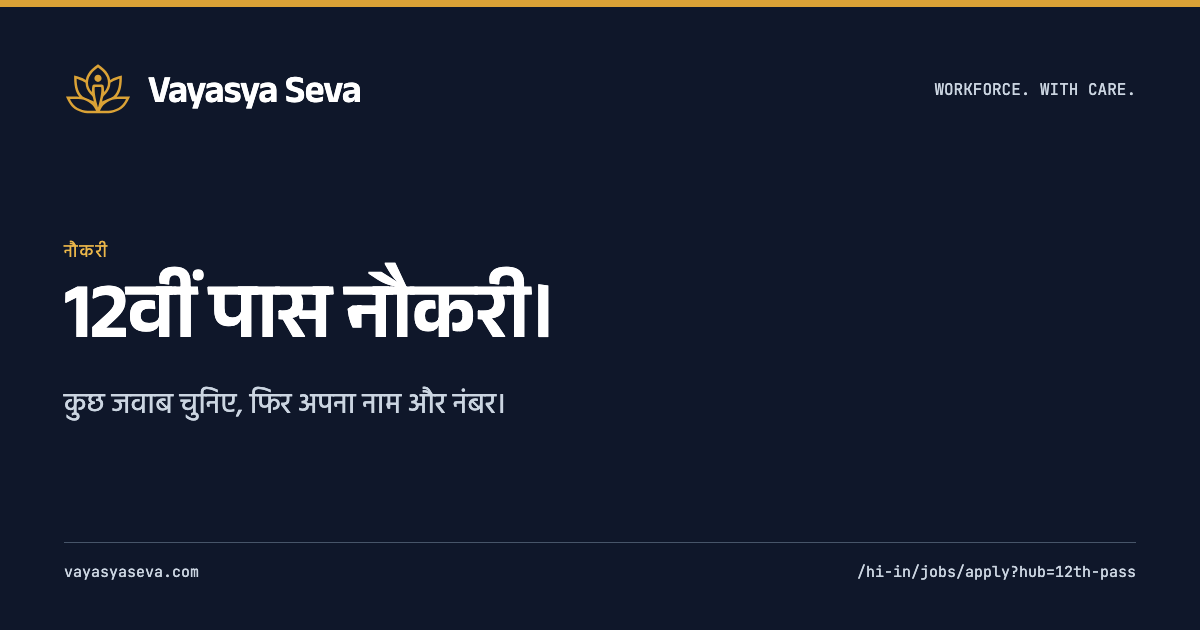 Vayasya Seva
WORKFORCE. WITH CARE.
नौकरी
12वीं पास नौकरी।
कुछ जवाब चुनिए, फिर अपना नाम और नंबर।
vayasyaseva.com
/hi-in/jobs/apply?hub=12th-pass